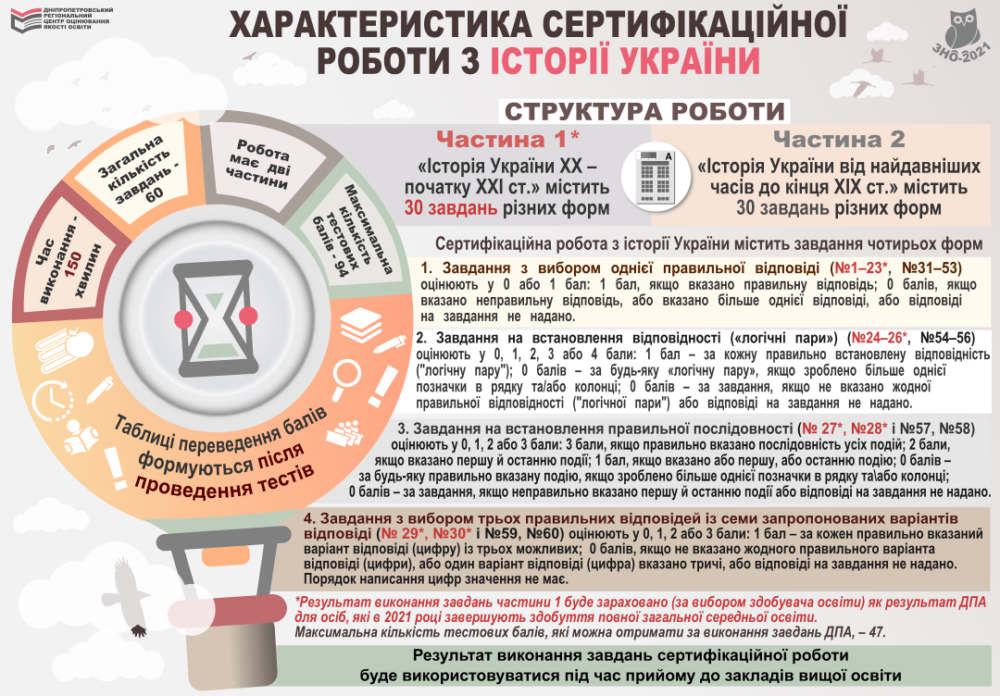 ДНІПРОПЕТРОВСЬКИЙ
РЕГІОНАЛЬНИЙ
ЦЕНТР ОЦІНЮВАННЯ
ЯКОСТІ ОСВІТИ
ХАРАКТЕРИСТИКА СЕРТИФІКАЦІЙНОЇ
РОБОТИ З ІСТОРІЇ УКРАЇНИ
ЗНО-2021
СТРУКТУРА РОБОТИ
Частина 1*
«Історія України ХХ –
початку ХХІ ст.» містить
30 завдань різних форм
А
Частина 2
«Історія України від найдавніших
часів до кінця ХІХ ст.» містить
30 завдань різних форм
Час
виконання -
150
хвилин
Загальна
кількість
завдань -
60
Робота
має дві
частини
Максимальна
кількість
тестових
балів - 94
Таблиці переведення балів
формуються після
проведення тестів
Сертифікаційна робота з історії України містить завдання чотирьох форм
1. Завдання з вибором однієї правильної відповіді (№1–23*, №31–53)
оцінюють у 0 або 1 бал: 1 бал, якщо вказано правильну відповідь; 0 балів, якщо
вказано неправильну відповідь, або вказано більше однієї відповіді, або відповіді
на завдання не надано.
2. Завдання на встановлення відповідності («логічні пари») (№24–26*, №54–56)
оцінюють у 0, 1, 2, 3 або 4 бали: 1 бал – за кожну правильно встановлену відповідність
("логічну пару"); 0 балів – за будь-яку «логічну пару», якщо зроблено більше однієї
позначки в рядку та/або колонці; 0 балів – за завдання, якщо не вказано жодної
правильної відповідності ("логічної пари") або відповіді на завдання не надано.
3. Завдання на встановлення правильної послідовності (№ 27*, №28* і №57, №58)
оцінюють у 0, 1, 2 або 3 бали: 3 бали, якщо правильно вказано послідовність усіх подій; 2 бали,
якщо вказано першу й останню події; 1 бал, якщо вказано або першу, або останню подію; 0 балів –
за будь-яку правильно вказану подію, якщо зроблено більше однієї позначки в рядку та\або колонці;
0 балів – за завдання, якщо неправильно вказано першу й останню події або відповіді на завдання не надано.
4. Завдання з вибором трьох правильних відповідей із семи запропонованих варіантів
відповіді (№ 29*, №30* і №59, №60) оцінюють у 0, 1, 2 або 3 бали: 1 бал – за кожен правильно вказаний
варіант відповіді (цифру) із трьох можливих; 0 балів, якщо не вказано жодного правильного варіанта
відповіді (цифри), або один варіант відповіді (цифра) вказано тричі, або відповіді на завдання не надано.
Порядок написання цифр значення не має.
*Результат виконання завдань частини 1 буде зараховано (за вибором здобувача освіти) як результат ДПА
для осіб, які в 2021 році завершують здобуття повної загальної середньої освіти.
Максимальна кількість тестових балів, які можна отримати за виконання завдань ДПА, – 47.
Результат виконання завдань сертифікаційної роботи
буде використовуватися під час прийому до закладів вищої освіти